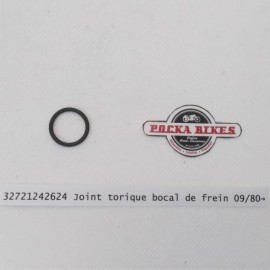 POCKA BIKES
32721242624 Joint torique bocal de frein 09/80→